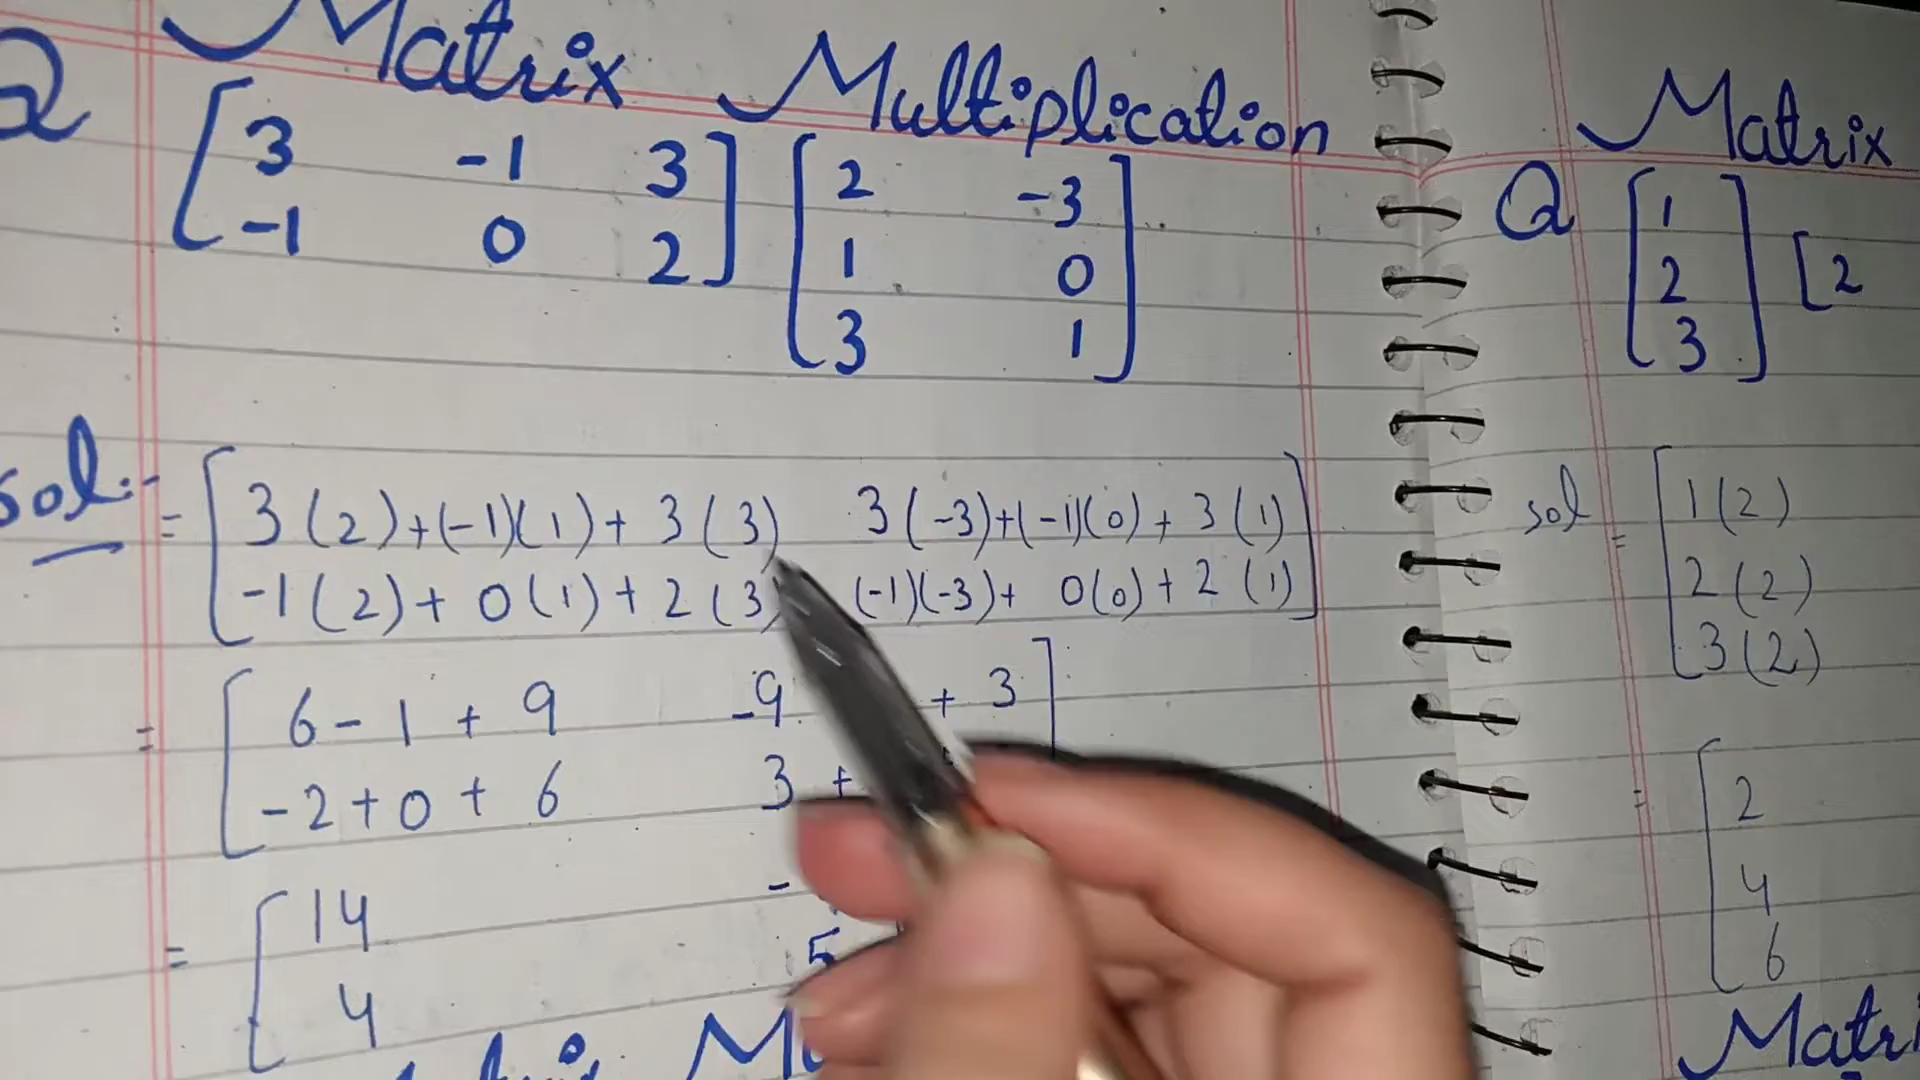 Matrix Multiplication
Q [ 3 -1 3 ] [ 2 -3 ]
[ -1 0 2 ] [ 1 0 ]
[ 3 1 ]
sol:- = [ 3(2)+(-1)(1)+3(3) 3(-3)+(-1)(0)+3(1) ]
[ -1(2)+0(1)+2(3) (-1)(-3)+0(0)+2(1) ]
= [ 6-1+9 -9 +3 ]
[ -2+0+6 3+
= [ 14 -
4 5
Matrix
Q [ 1 ] [ 2
[ 2 ]
[ 3 ]
sol = [ 1(2)
2(2)
3(2)
= [ 2
4
6